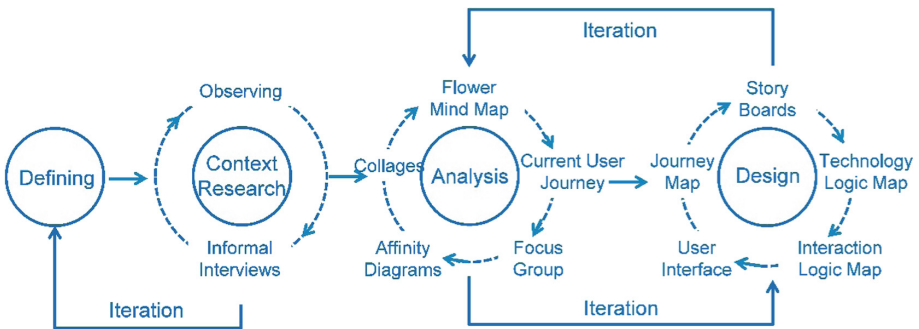 Iteration
Flower
Mind Map
Story
Boards
Observing
Defining
Context
Research
Collages
Analysis
Current User
Journey
Journey
Map
Design
Technology
Logic Map
Informal
Interviews
Affinity
Diagrams
Focus
Group
User
Interface
Interaction
Logic Map
Iteration
Iteration